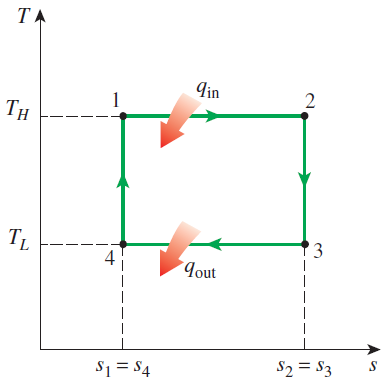 T
q_in
1
2
T_H
T_L
4
3
q_out
s_1 = s_4
s_2 = s_3
s